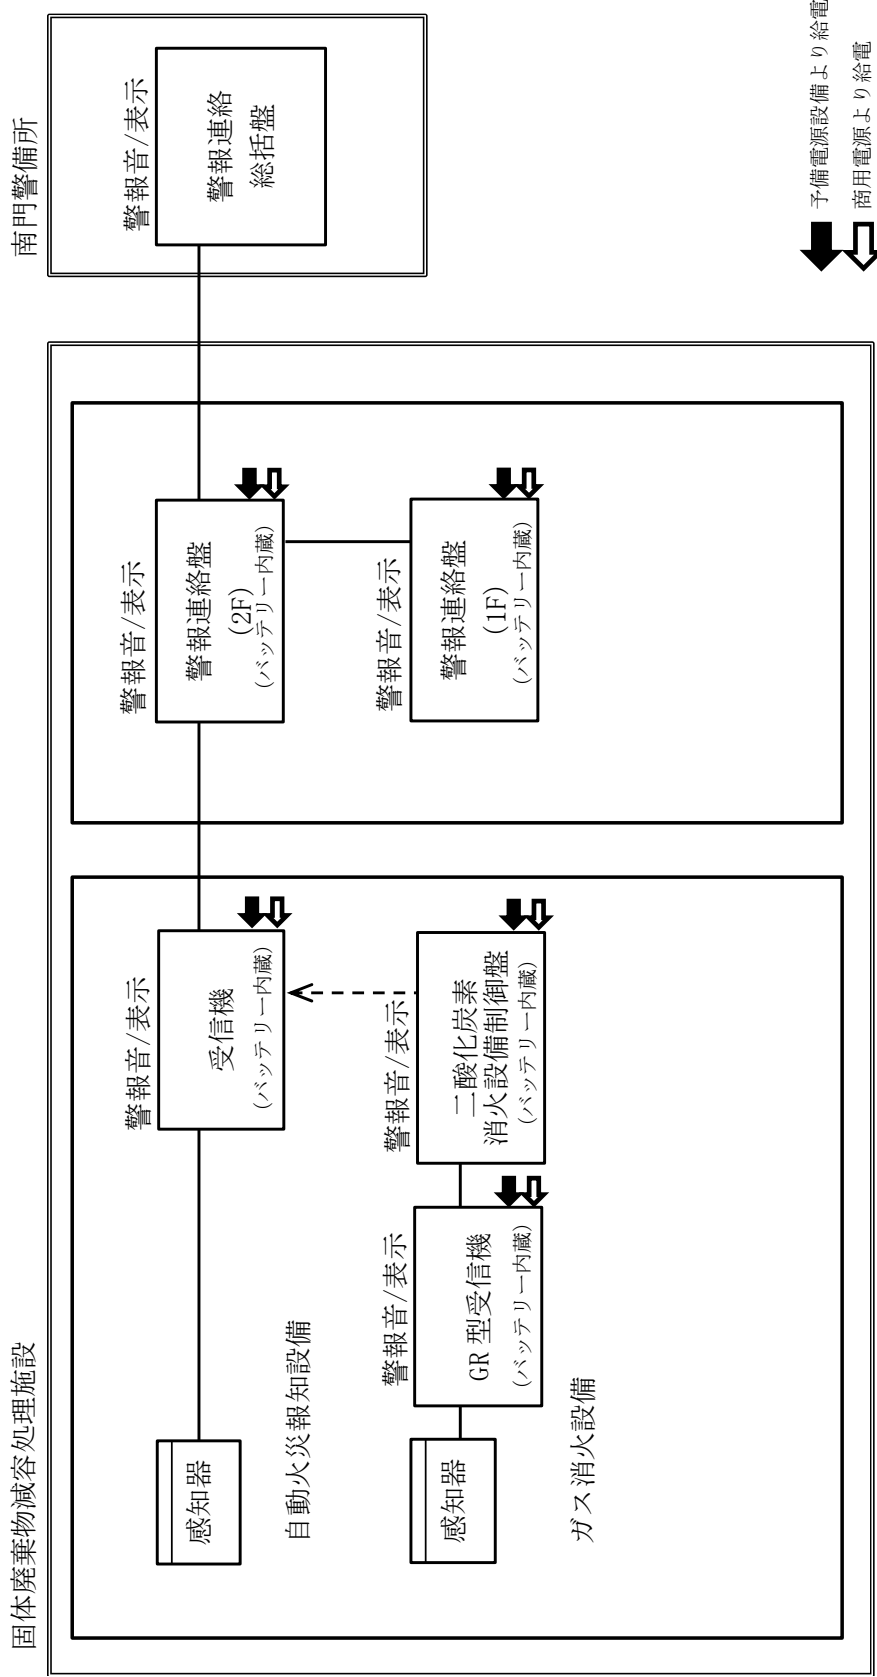 固体廃棄物減容処理施設
南門警備所
感知器
自動火災報知設備
警報音/表示
受信機
(バッテリー内蔵)
警報音/表示
警報連絡盤
(2F)
(バッテリー内蔵)
警報音/表示
警報連絡
総括盤
感知器
ガス消火設備
警報音/表示
GR型受信機
(バッテリー内蔵)
警報音/表示
二酸化炭素
消火設備制御盤
(バッテリー内蔵)
警報音/表示
警報連絡盤
(1F)
(バッテリー内蔵)
予備電源設備より給電
商用電源より給電